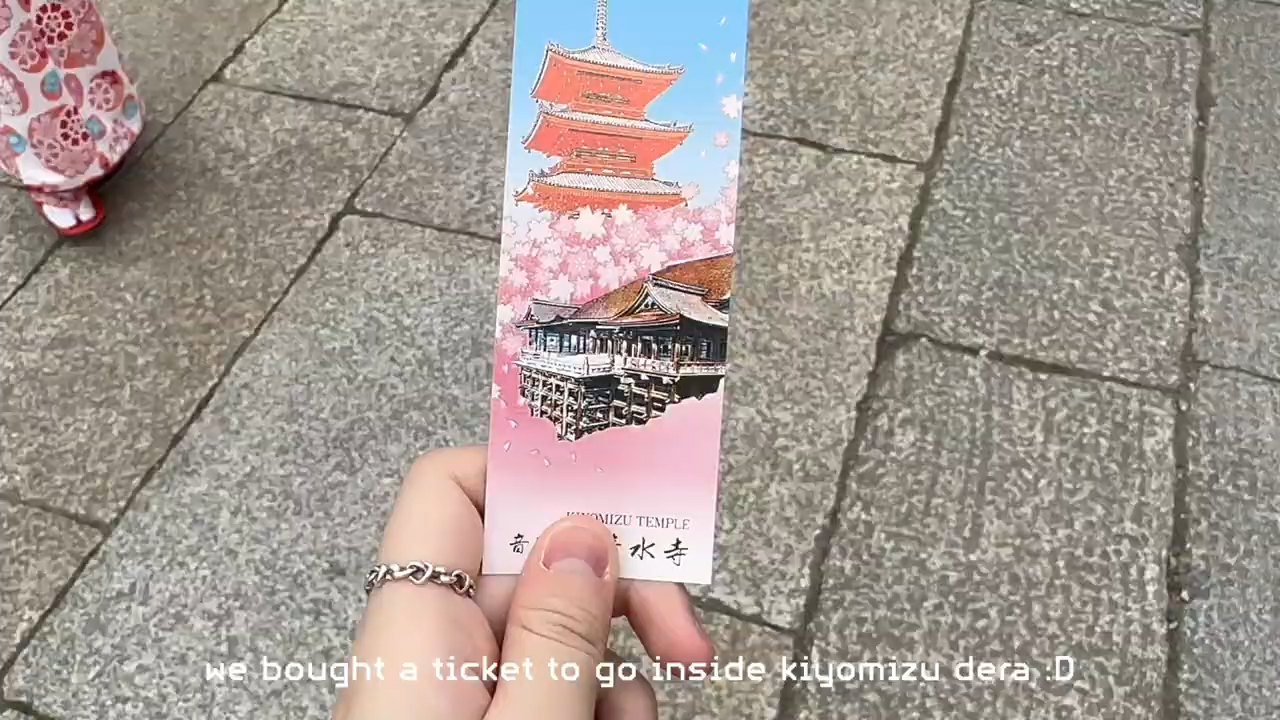 KIYOMIZU TEMPLE
音 水寺
we bought a ticket to go inside kiyomizu dera :D